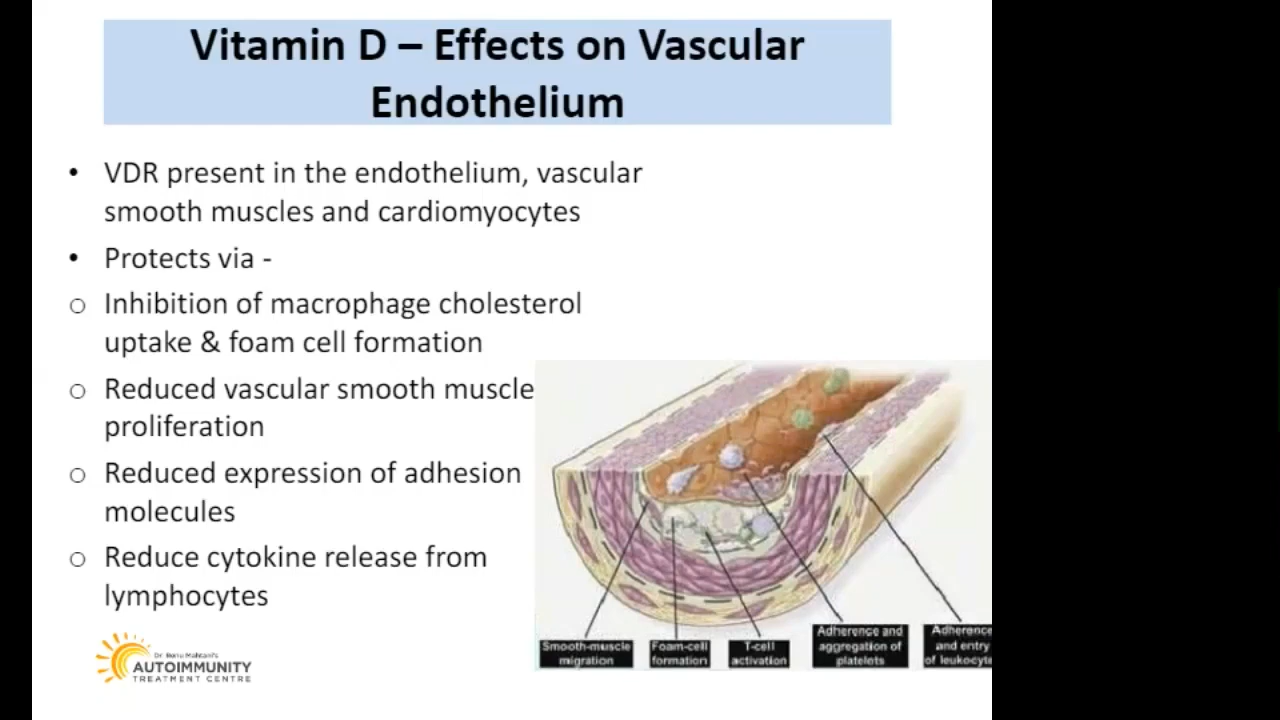 Vitamin D – Effects on Vascular
Endothelium
• VDR present in the endothelium, vascular
smooth muscles and cardiomyocytes
• Protects via -
o Inhibition of macrophage cholesterol
uptake & foam cell formation
o Reduced vascular smooth muscle
proliferation
o Reduced expression of adhesion
molecules
o Reduce cytokine release from
lymphocytes
Smooth-muscle
migration
Foam-cell
formation
T-cell
activation
Adherence and
aggregation of
platelets
Adherence
and entry
of leukocyte
Dr. Renu Mahtani's
AUTOIMMUNITY
TREATMENT CENTRE